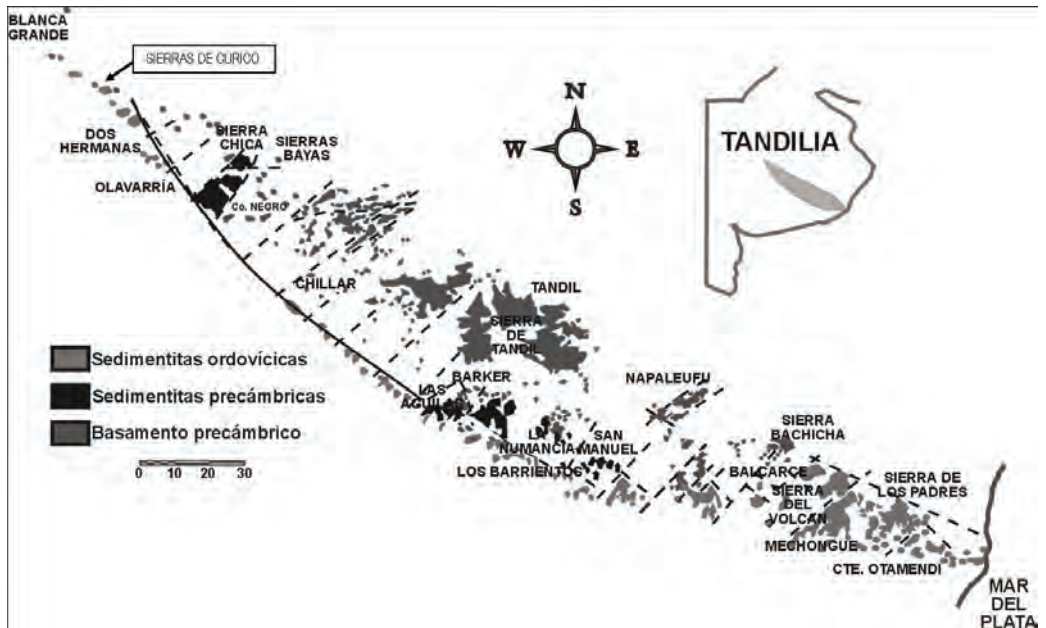 BLANCA
GRANDE
SIERRAS DE CURICO
DOS
HERMANAS
SIERRA
CHICA
SIERRAS
BAYAS
OLAVARRÍA
Co. NEGRO
CHILLAR
N
W
E
S
TANDILIA
TANDIL
SIERRA
DE
TANDIL
Sedimentitas ordovícicas
Sedimentitas precámbricas
Basamento precámbrico
0 10 20 30
BARKER
LAS
AGUILAS
NAPALEUFU
LA
NUMANCIA
SAN
MANUEL
LOS BARRIENTOS
SIERRA
BACHICHA
BALCARCE
SIERRA
DEL
VOLCAN
SIERRA DE
LOS PADRES
MECHONGUE
CTE. OTAMENDI
MAR
DEL
PLATA